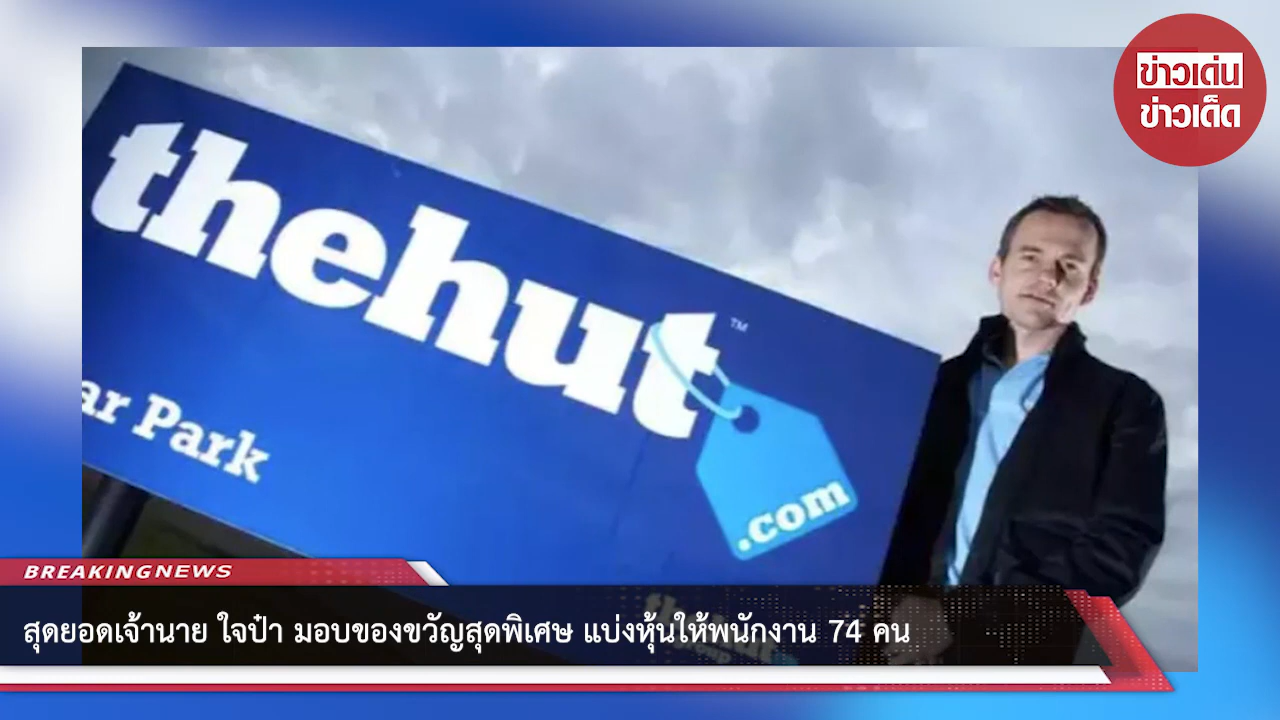 ข่าวเด่น
ข่าวเด็ด
thehut
™
.com
ar Park
BREAKING NEWS
สุดยอดเจ้านาย ใจป๋า มอบของขวัญสุดพิเศษ แบ่งหุ้นให้พนักงาน 74 คน